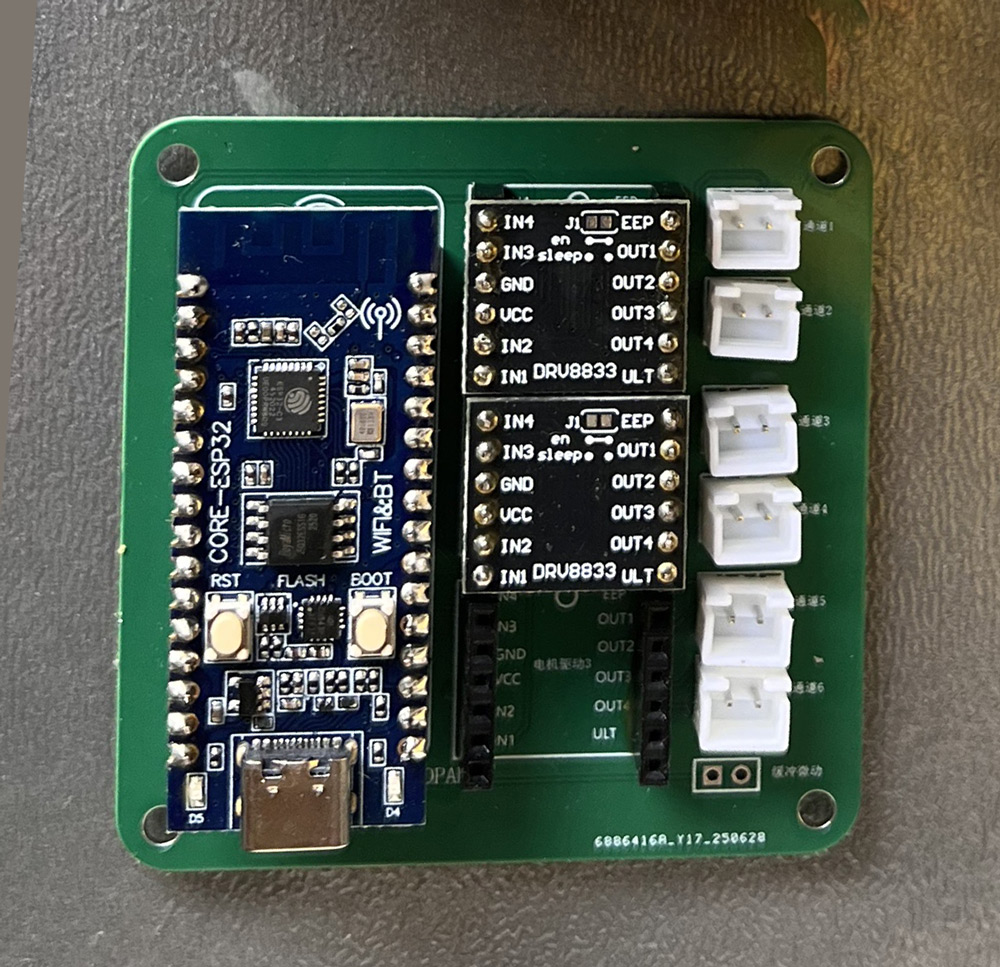 CORE-ESP32
WIFI&BT
RST
FLASH
BOOT
D5
D4
IN4
J1
EEP
en
IN3
sleep
OUT1
GND
OUT2
VCC
OUT3
IN2
OUT4
IN1
DRV8833
ULT
IN4
J1
EEP
en
IN3
sleep
OUT1
GND
OUT2
VCC
OUT3
IN2
OUT4
IN1
DRV8833
ULT
EEP
IN3
OUT1
GND
OUT2
电机驱动3
VCC
OUT3
IN2
OUT4
IN1
ULT
通道1
通道2
通道3
通道4
通道5
通道6
缓冲微动
6886416A_Y17_250628